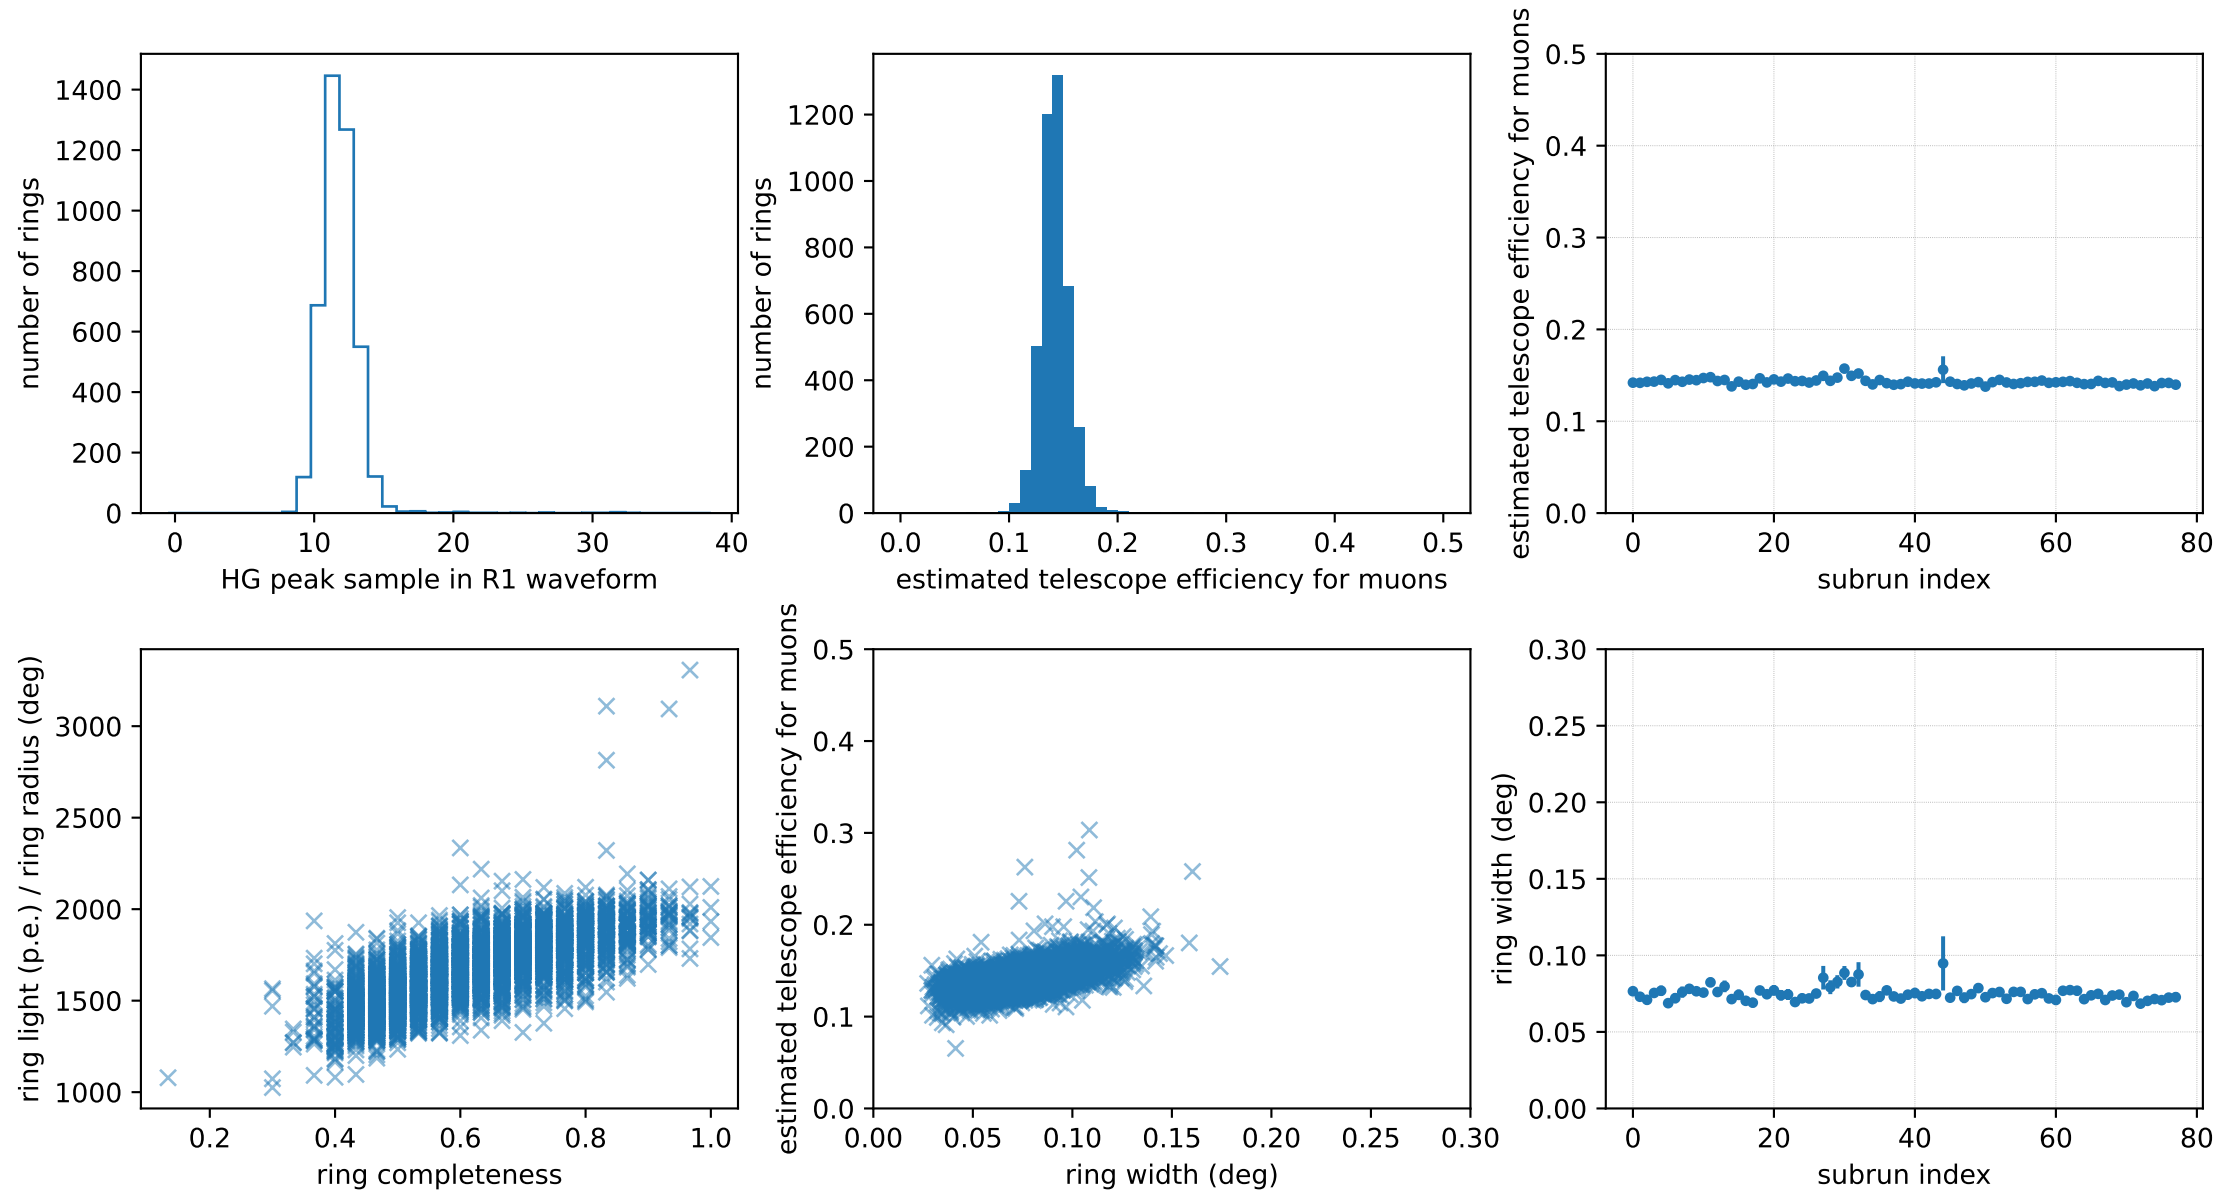 number of rings
1400
1200
1000
800
600
400
200
0
0 10 20 30 40
HG peak sample in R1 waveform
number of rings
1200
1000
800
600
400
200
0
0.0 0.1 0.2 0.3 0.4 0.5
estimated telescope efficiency for muons
estimated telescope efficiency for muons
0.5
0.4
0.3
0.2
0.1
0.0
0 20 40 60 80
subrun index
ring light (p.e.) / ring radius (deg)
3000
2500
2000
1500
1000
0.2 0.4 0.6 0.8 1.0
ring completeness
estimated telescope efficiency for muons
0.5
0.4
0.3
0.2
0.1
0.0
0.00 0.05 0.10 0.15 0.20 0.25 0.30
ring width (deg)
ring width (deg)
0.30
0.25
0.20
0.15
0.10
0.05
0.00
0 20 40 60 80
subrun index